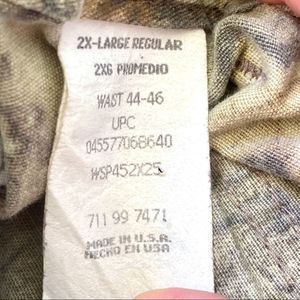 2X-LARGE REGULAR
2XG PROMEDIO
WAST 44-46
UPC
045577068640
WSP452X25
711 99 7471
MADE IN U.S.A.
HECHO EN USA